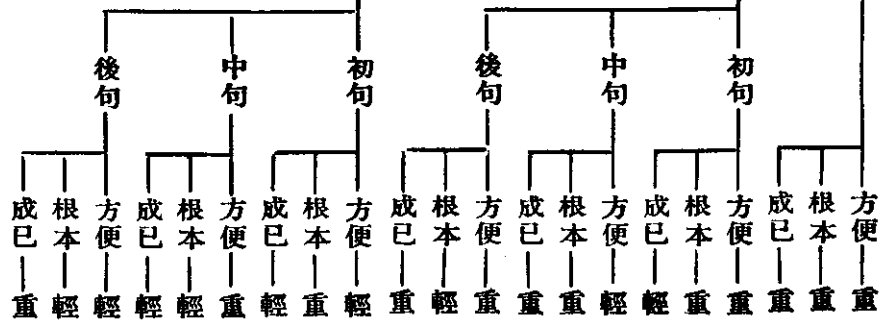 方便 重
根本 重
成已 重
初句
方便 重
根本 重
成已 輕
中句
方便 輕
根本 重
成已 重
後句
方便 重
根本 輕
成已 重
初句
方便 輕
根本 重
成已 輕
中句
方便 重
根本 輕
成已 輕
後句
方便 輕
根本 輕
成已 重